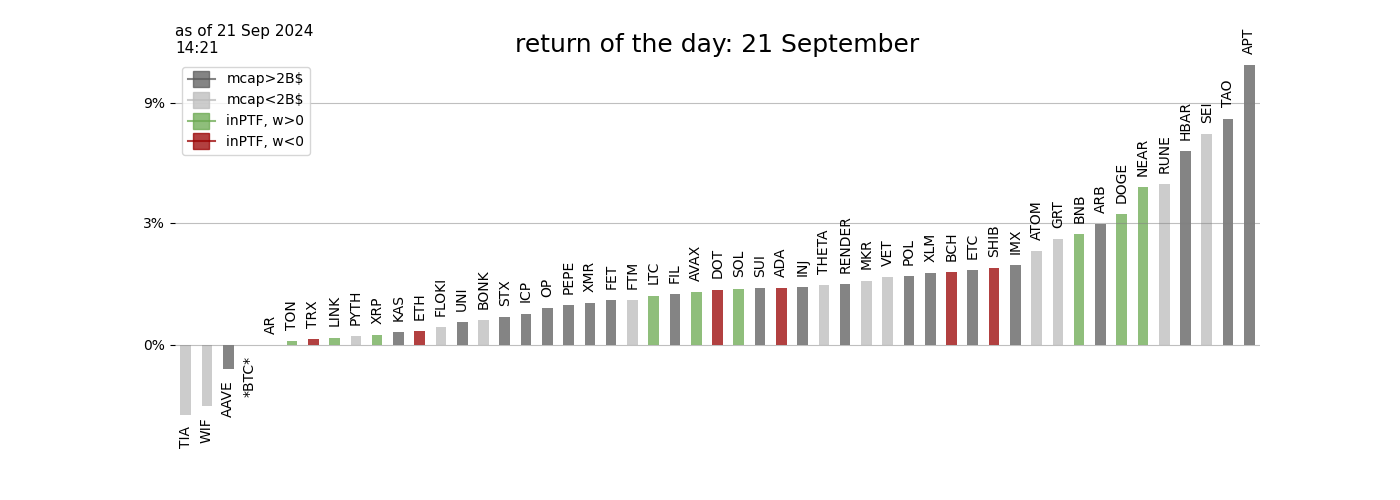 as of 21 Sep 2024
14:21
return of the day: 21 September
mcap>2B$
mcap<2B$
inPTF, w>0
inPTF, w<0
9%
3%
0%
TIA
WIF
AAVE
*BTC*
AR
TON
TRX
LINK
PYTH
XRP
KAS
ETH
FLOKI
UNI
BONK
STX
ICP
OP
PEPE
XMR
FET
FTM
LTC
FIL
AVAX
DOT
SOL
SUI
ADA
INJ
THETA
RENDER
MKR
VET
POL
XLM
BCH
ETC
SHIB
IMX
ATOM
GRT
BNB
ARB
DOGE
NEAR
RUNE
HBAR
SEI
TAO
APT